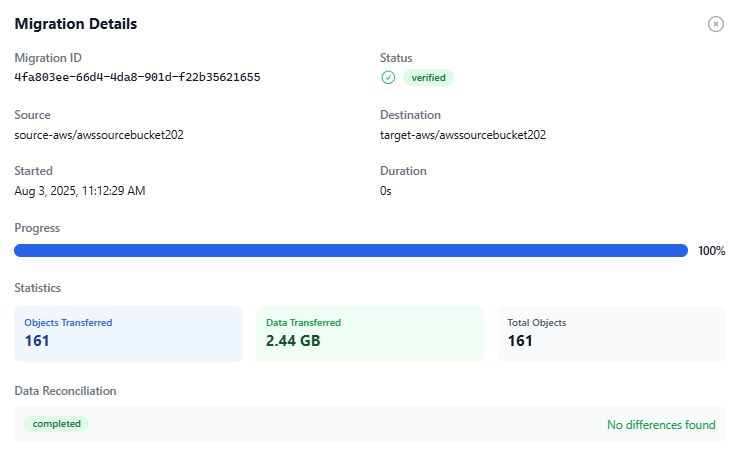 Migration Details
Migration ID
4fa803ee-66d4-4da8-901d-f22b35621655
Status
verified
Source
source-aws/awssourcebucket202
Destination
target-aws/awssourcebucket202
Started
Aug 3, 2025, 11:12:29 AM
Duration
0s
Progress
100%
Statistics
Objects Transferred
161
Data Transferred
2.44 GB
Total Objects
161
Data Reconciliation
completed
No differences found